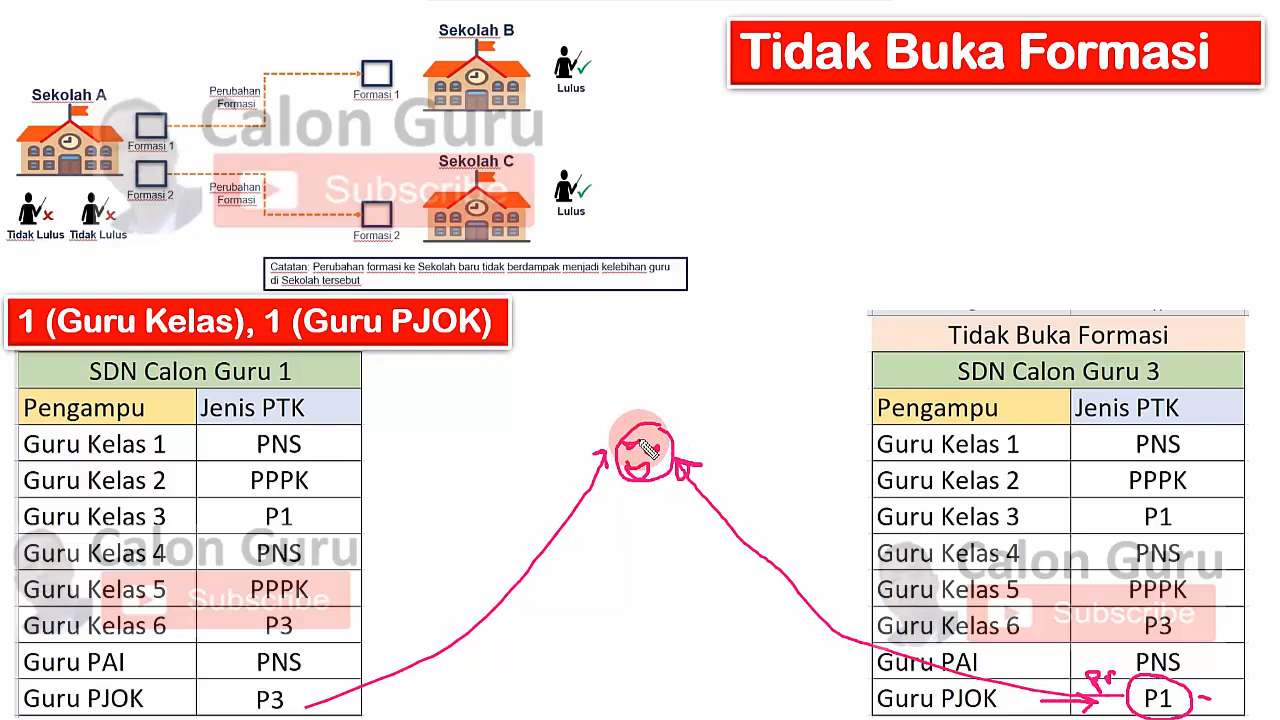 Tidak Buka Formasi
Sekolah B
Perubahan
Formasi
Formasi 1
Lulus
Sekolah A
Formasi 1
Calon Guru
Sekolah C
Formasi 2
Perubahan
Formasi
Subscribe
Formasi 2
Lulus
Tidak Lulus Tidak Lulus
Catatan: Perubahan formasi ke Sekolah baru tidak berdampak menjadi kelebihan guru
di Sekolah tersebut
1 (Guru Kelas), 1 (Guru PJOK)
SDN Calon Guru 1
Pengampu Jenis PTK
Guru Kelas 1 PNS
Guru Kelas 2 PPPK
Guru Kelas 3 P1
Guru Kelas 4 PNS
Guru Kelas 5 PPPK
Guru Kelas 6 P3
Guru PAI PNS
Guru PJOK P3
Calon Guru
Subscribe
Tidak Buka Formasi
SDN Calon Guru 3
Pengampu Jenis PTK
Guru Kelas 1 PNS
Guru Kelas 2 PPPK
Guru Kelas 3 P1
Guru Kelas 4 PNS
Guru Kelas 5 PPPK
Guru Kelas 6 P3
Guru PAI PNS
Guru PJOK P1
Calon Guru
Subscribe